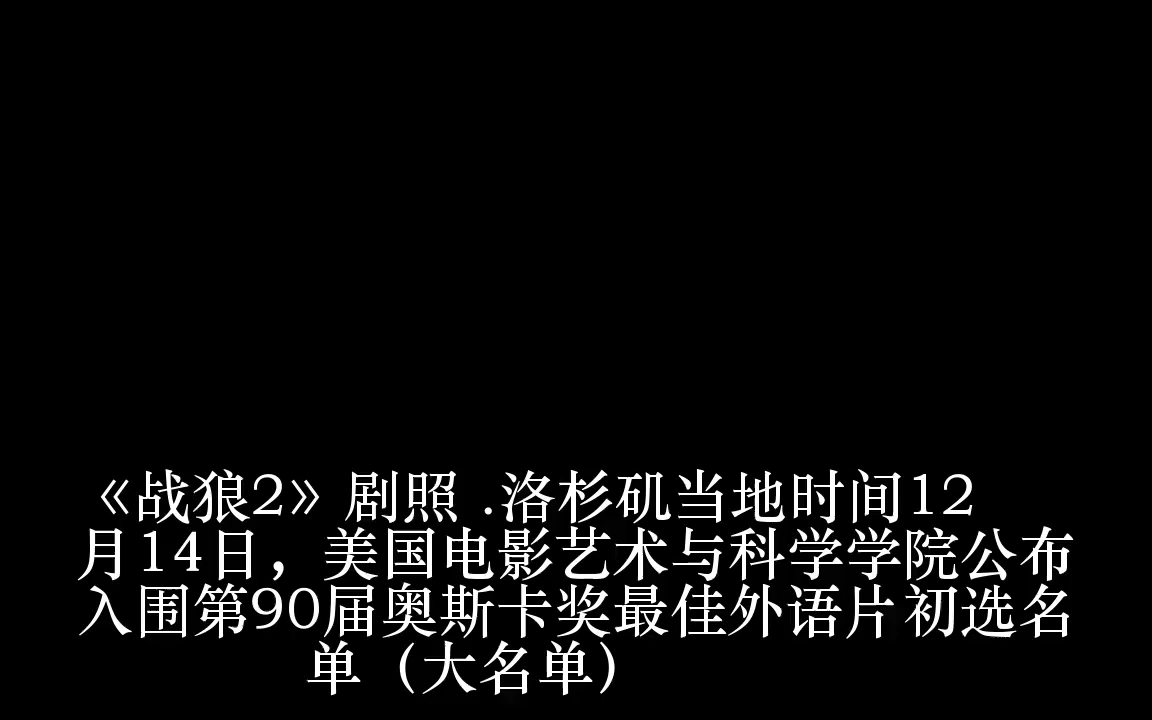 《战狼2》剧照 .洛杉矶当地时间12
月14日，美国电影艺术与科学学院公布
入围第90届奥斯卡奖最佳外语片初选名
单（大名单）